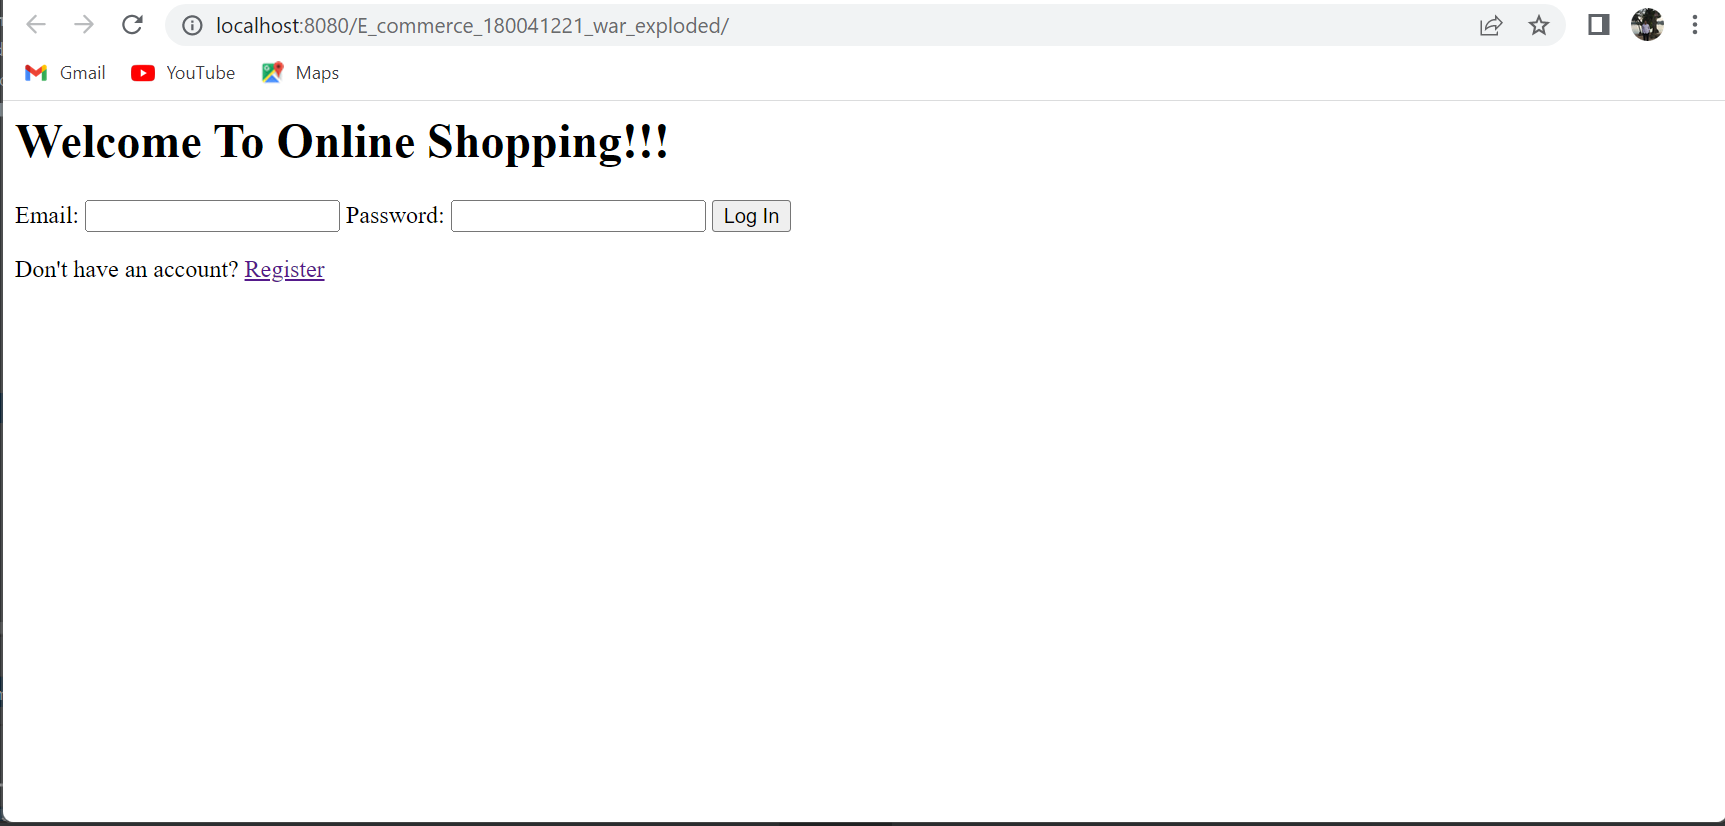 localhost:8080/E_commerce_180041221_war_exploded/
Gmail YouTube Maps
Welcome To Online Shopping!!!
Email: Password: Log In
Don't have an account? Register